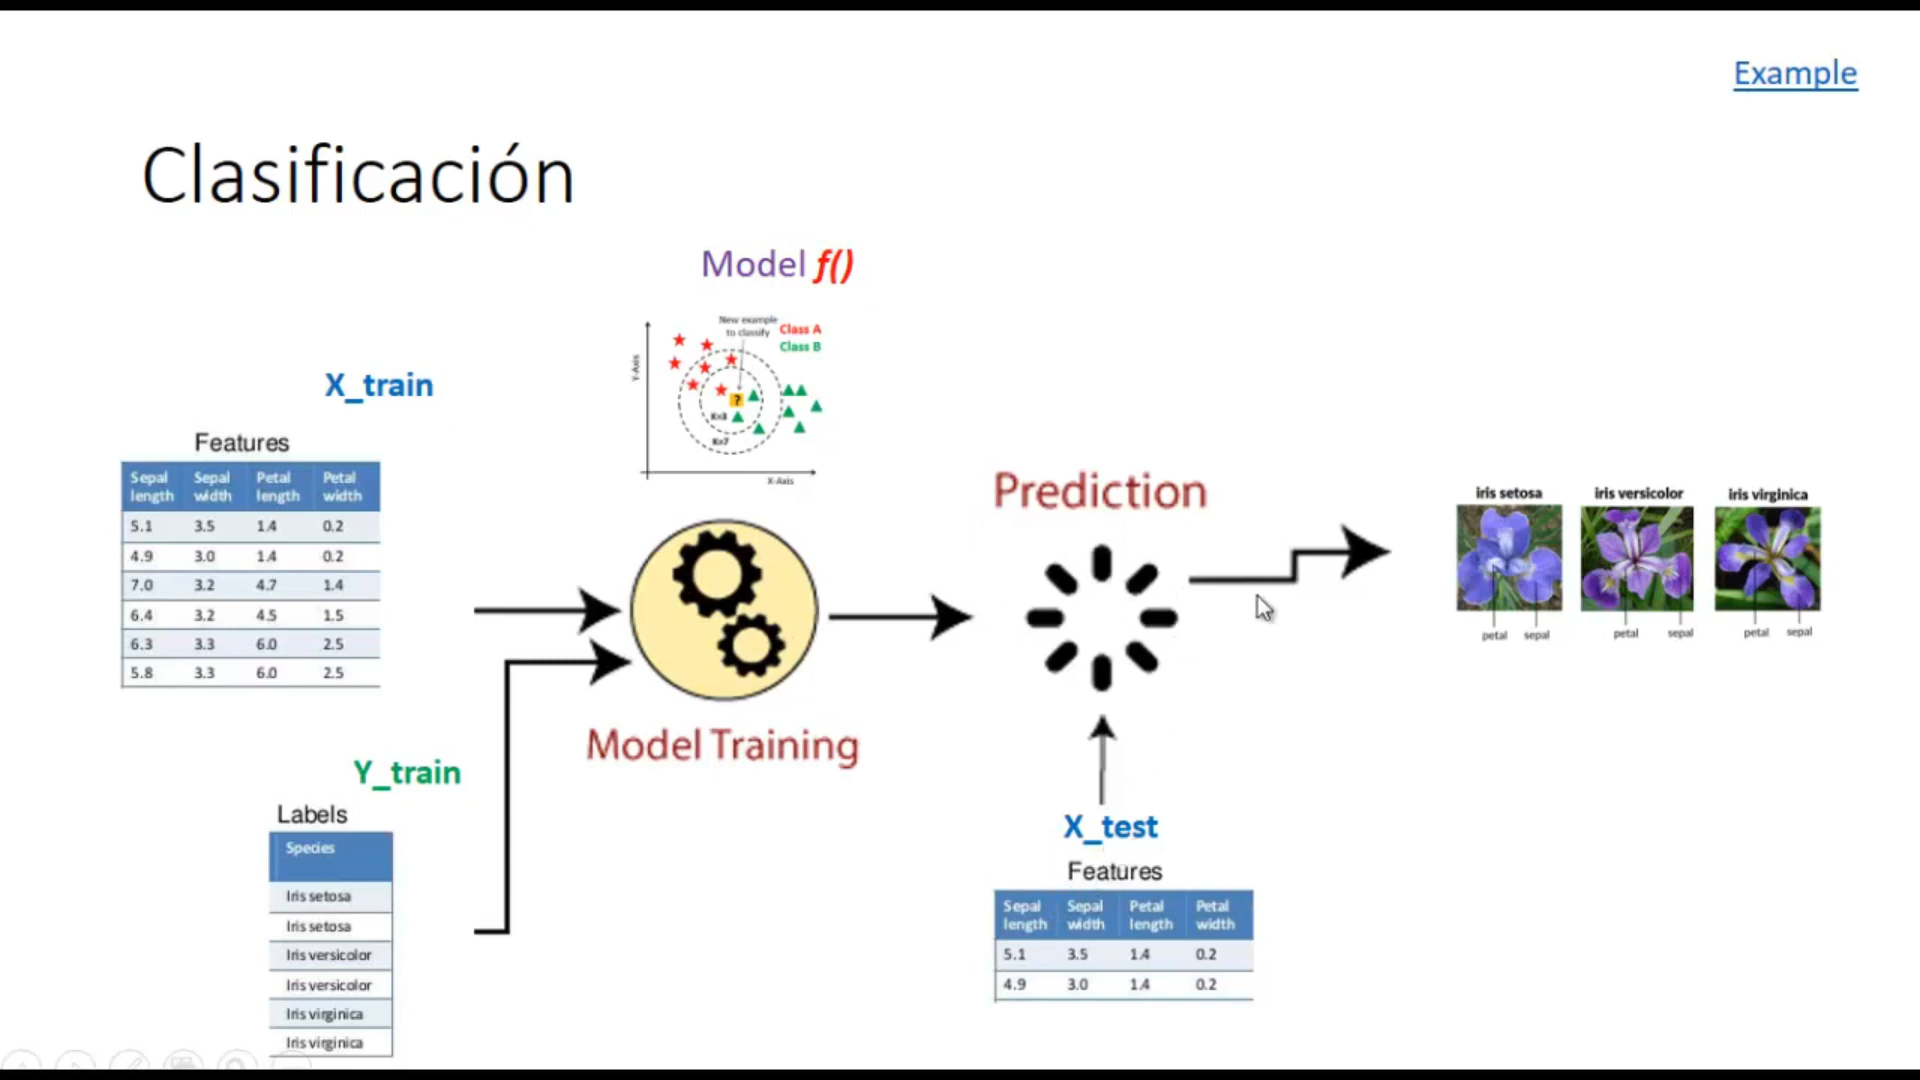 Example
Clasificación
Model f()
New example
to classify
Class A
Class B
Y-Axis
?
K=3
K=7
X-Axis
X_train
Features
Sepal length Sepal width Petal length Petal width
5.1 3.5 1.4 0.2
4.9 3.0 1.4 0.2
7.0 3.2 4.7 1.4
6.4 3.2 4.5 1.5
6.3 3.3 6.0 2.5
5.8 3.3 6.0 2.5
Model Training
Y_train
Labels
Species
Iris setosa
Iris setosa
Iris versicolor
Iris versicolor
Iris virginica
Iris virginica
Prediction
X_test
Features
Sepal length Sepal width Petal length Petal width
5.1 3.5 1.4 0.2
4.9 3.0 1.4 0.2
iris setosa iris versicolor iris virginica
petal sepal petal sepal petal sepal